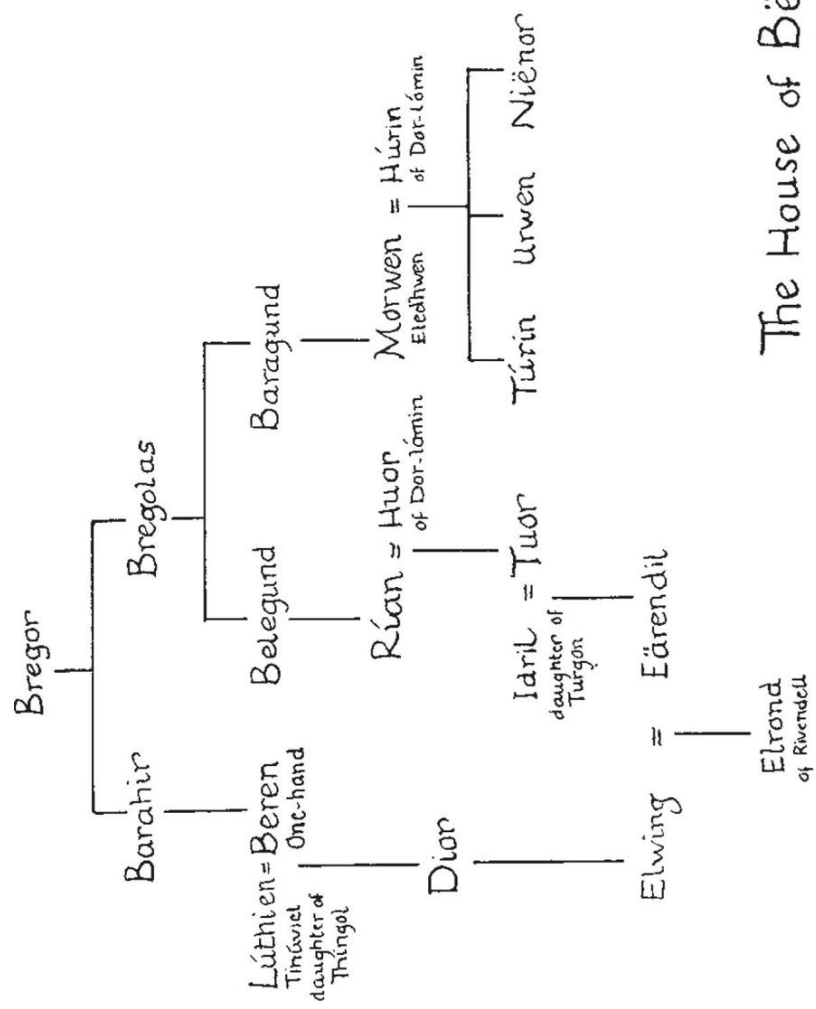 Bregor
Barahir
Bregolas
Lúthien = Beren
Tinúviel
daughter of
Thingol
One-hand
Belegund
Baragund
Rían = Huor
of Dor-lómin
Morwen = Húrin
Eledhwen
of Dor-lómin
Dior
Idril = Tuor
daughter of
Turgon
Túrin
Urwen
Niënor
Elwing = Eärendil
Elrond
of Rivendell
The House of Bë